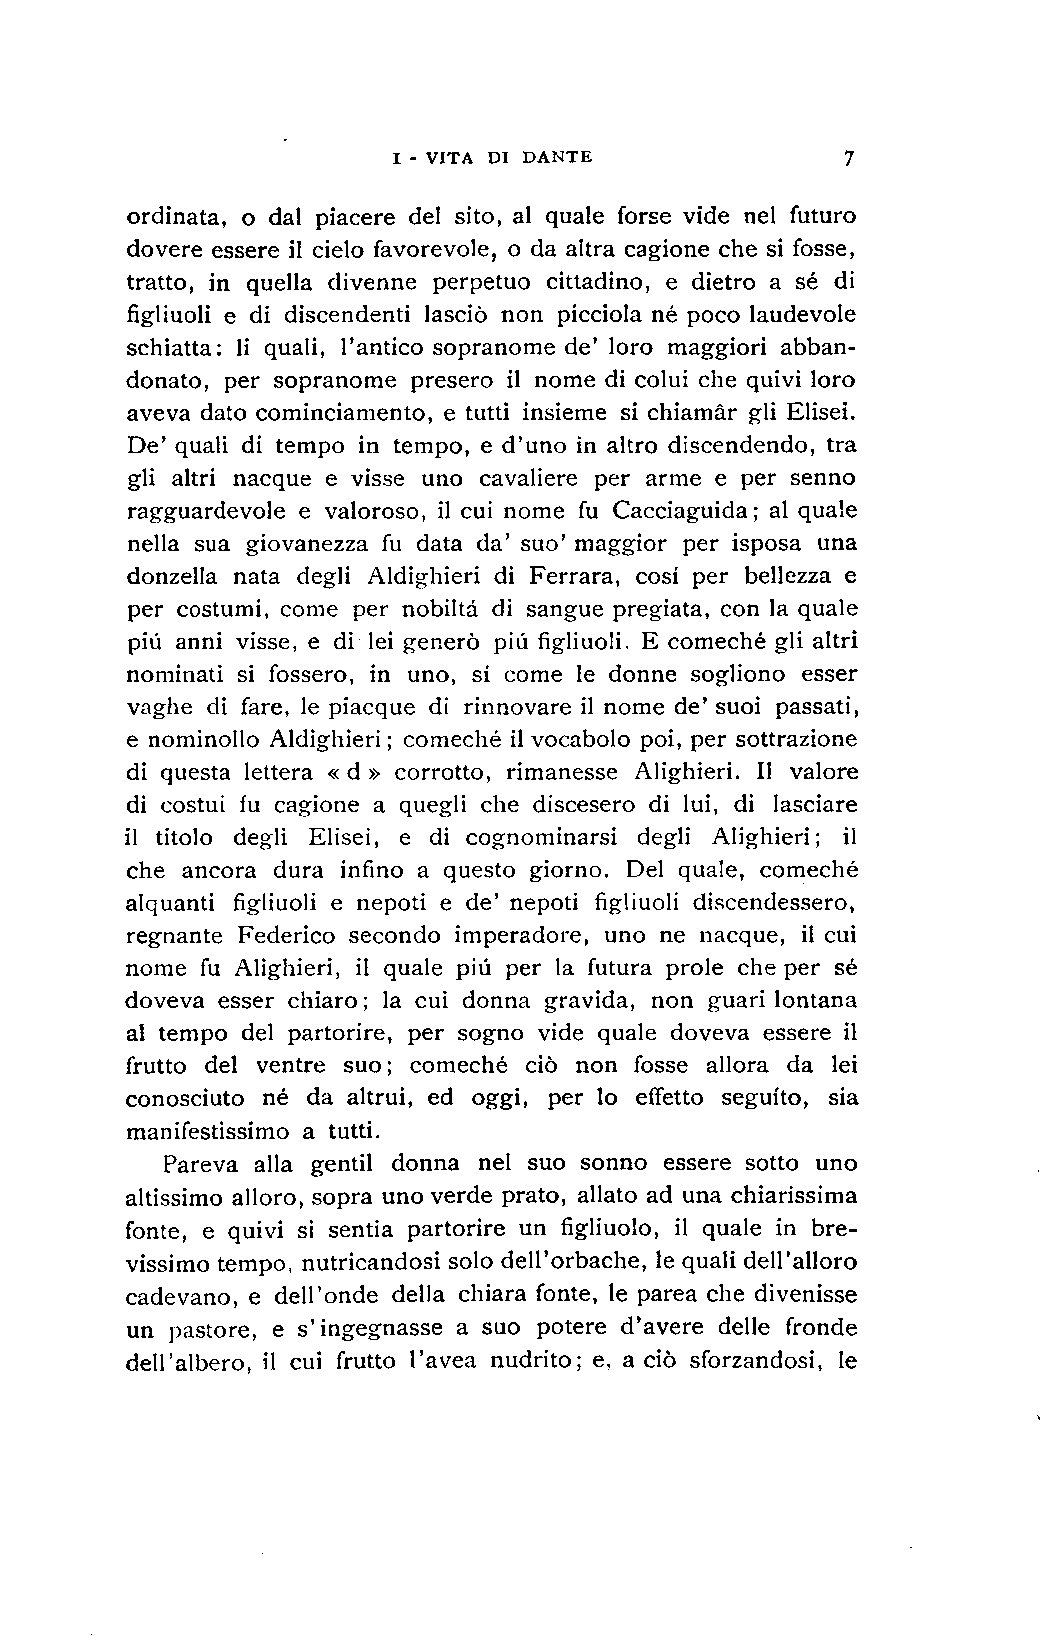 I - VITA DI DANTE 7
ordinata, o dal piacere del sito, al quale forse vide nel futuro
dovere essere il cielo favorevole, o da altra cagione che si fosse,
tratto, in quella divenne perpetuo cittadino, e dietro a sé di
figliuoli e di discendenti lasciò non picciola né poco laudevole
schiatta: li quali, l'antico sopranome de' loro maggiori abban-
donato, per sopranome presero il nome di colui che quivi loro
aveva dato cominciamento, e tutti insieme si chiamâr gli Elisei.
De' quali di tempo in tempo, e d'uno in altro discendendo, tra
gli altri nacque e visse uno cavaliere per arme e per senno
ragguardevole e valoroso, il cui nome fu Cacciaguida; al quale
nella sua giovanezza fu data da' suo' maggior per isposa una
donzella nata degli Aldighieri di Ferrara, cosí per bellezza e
per costumi, come per nobiltá di sangue pregiata, con la quale
piú anni visse, e di lei generò piú figliuoli. E comeché gli altri
nominati si fossero, in uno, sí come le donne sogliono esser
vaghe di fare, le piacque di rinnovare il nome de' suoi passati,
e nominollo Aldighieri; comeché il vocabolo poi, per sottrazione
di questa lettera « d » corrotto, rimanesse Alighieri. Il valore
di costui fu cagione a quegli che discesero di lui, di lasciare
il titolo degli Elisei, e di cognominarsi degli Alighieri; il
che ancora dura infino a questo giorno. Del quale, comeché
alquanti figliuoli e nepoti e de' nepoti figliuoli discendessero,
regnante Federico secondo imperadore, uno ne nacque, il cui
nome fu Alighieri, il quale piú per la futura prole che per sé
doveva esser chiaro; la cui donna gravida, non guari lontana
al tempo del partorire, per sogno vide quale doveva essere il
frutto del ventre suo; comeché ciò non fosse allora da lei
conosciuto né da altrui, ed oggi, per lo effetto seguíto, sia
manifestissimo a tutti.
Pareva alla gentil donna nel suo sonno essere sotto uno
altissimo alloro, sopra uno verde prato, allato ad una chiarissima
fonte, e quivi si sentia partorire un figliuolo, il quale in bre-
vissimo tempo, nutricandosi solo dell'orbache, le quali dell'alloro
cadevano, e dell'onde della chiara fonte, le parea che divenisse
un pastore, e s'ingegnasse a suo potere d'avere delle fronde
dell'albero, il cui frutto l'avea nudrito; e, a ciò sforzandosi, le